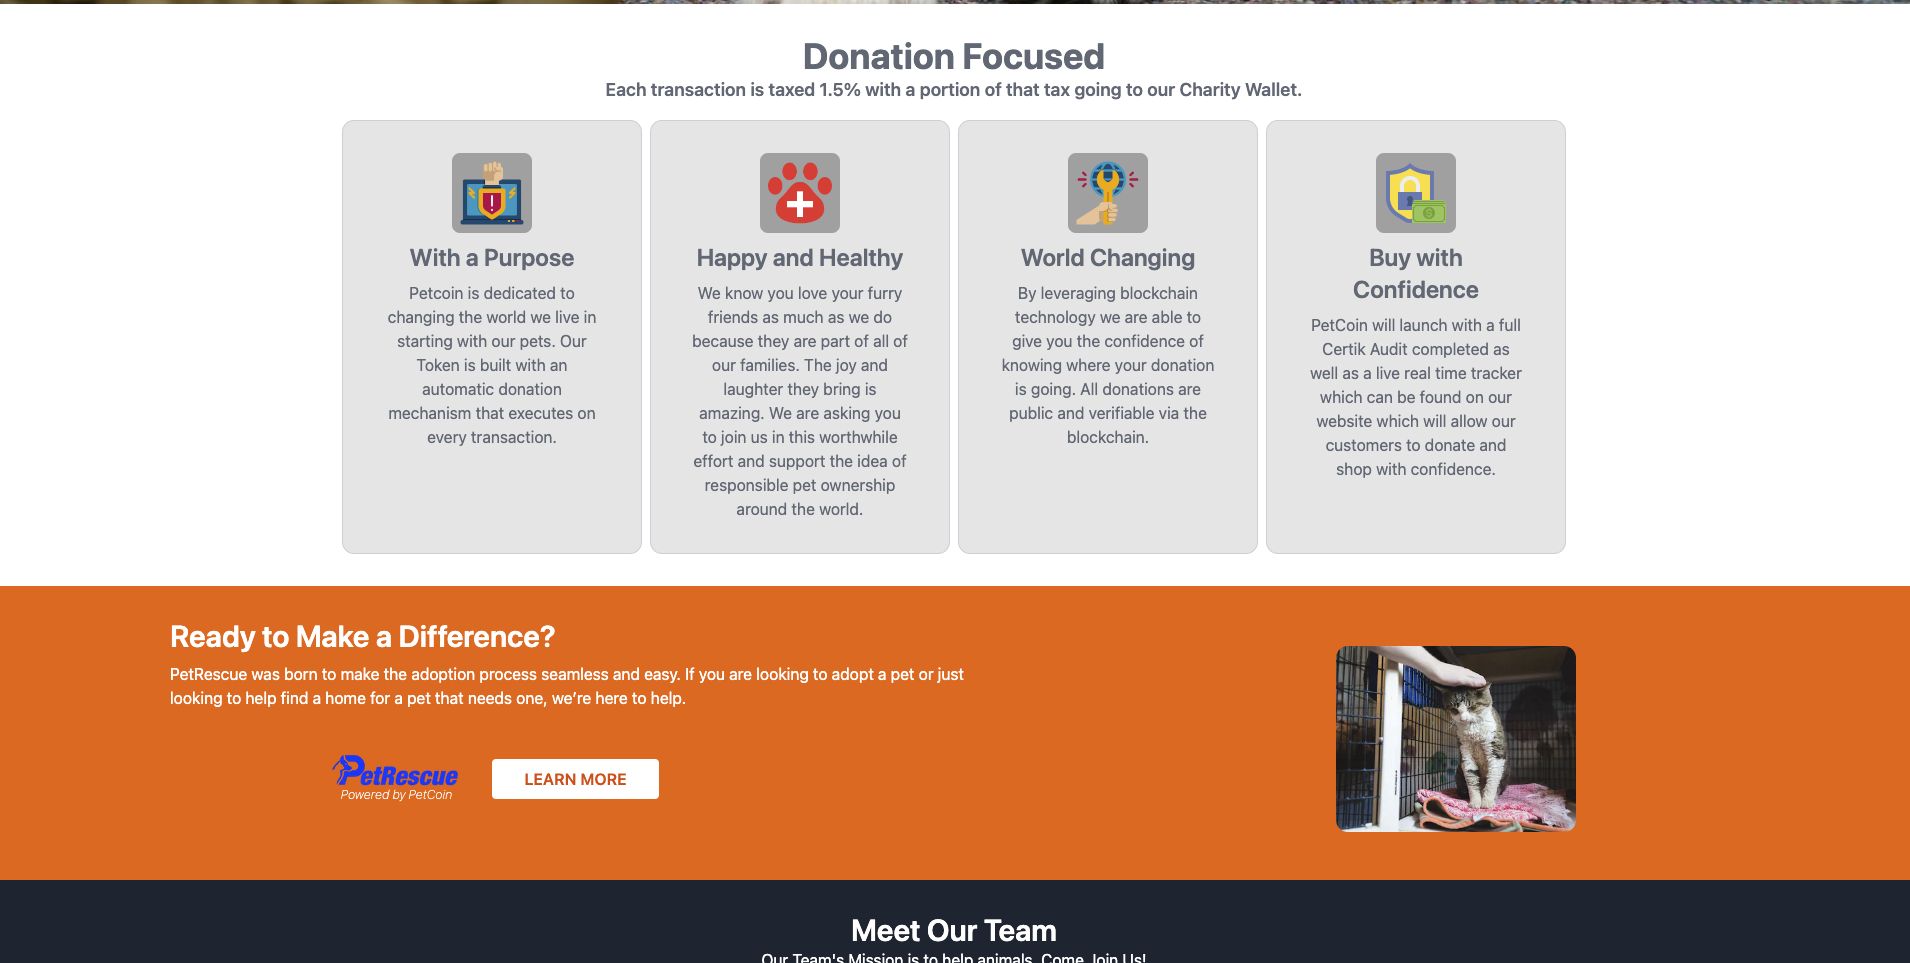 Donation Focused
Each transaction is taxed 1.5% with a portion of that tax going to our Charity Wallet.
With a Purpose
Petcoin is dedicated to
changing the world we live in
starting with our pets. Our
Token is built with an
automatic donation
mechanism that executes on
every transaction.
Happy and Healthy
We know you love your furry
friends as much as we do
because they are part of all of
our families. The joy and
laughter they bring is
amazing. We are asking you
to join us in this worthwhile
effort and support the idea of
responsible pet ownership
around the world.
World Changing
By leveraging blockchain
technology we are able to
give you the confidence of
knowing where your donation
is going. All donations are
public and verifiable via the
blockchain.
Buy with
Confidence
PetCoin will launch with a full
Certik Audit completed as
well as a live real time tracker
which can be found on our
website which will allow our
customers to donate and
shop with confidence.
Ready to Make a Difference?
PetRescue was born to make the adoption process seamless and easy. If you are looking to adopt a pet or just
looking to help find a home for a pet that needs one, we’re here to help.
PetRescue
Powered by PetCoin
LEARN MORE
Meet Our Team
Our Team's Mission is to help animals. Come Join Us!